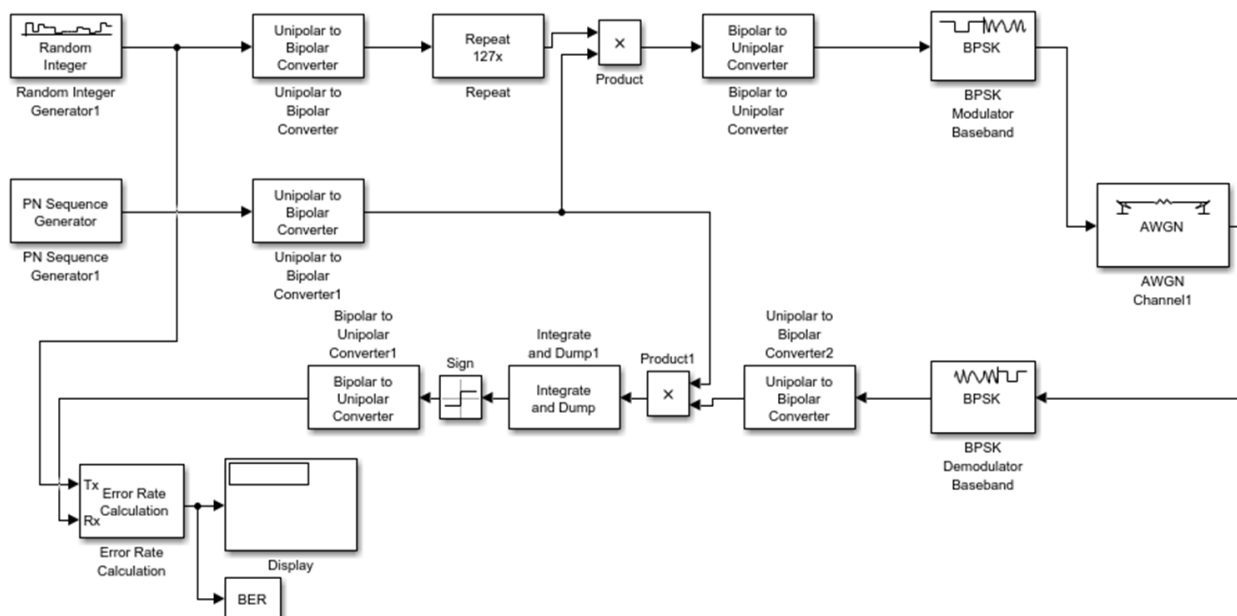 Random
Integer
Random Integer
Generator1
Unipolar to
Bipolar
Converter
Unipolar to
Bipolar
Converter
Repeat
127x
Repeat
×
Product
Bipolar to
Unipolar
Converter
Bipolar to
Unipolar
Converter
BPSK
BPSK
Modulator
Baseband
PN Sequence
Generator
PN Sequence
Generator1
Unipolar to
Bipolar
Converter
Unipolar to
Bipolar
Converter1
AWGN
AWGN
Channel1
Bipolar to
Unipolar
Converter1
Bipolar to
Unipolar
Converter
Sign
Integrate
and Dump1
Integrate
and Dump
Product1
×
Unipolar to
Bipolar
Converter2
Unipolar to
Bipolar
Converter
BPSK
BPSK
Demodulator
Baseband
Tx
Error Rate
Calculation
Rx
Error Rate
Calculation
Display
BER